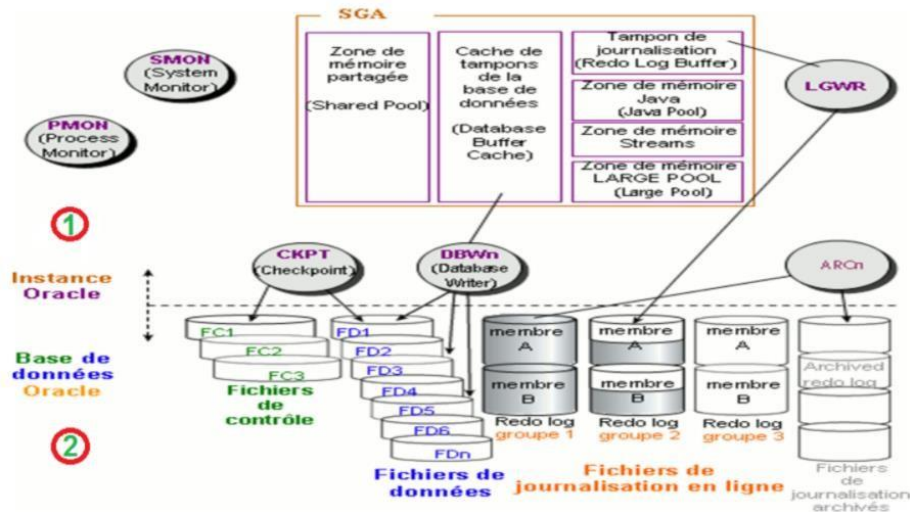 SGA
SMON
(System
Monitor)
PMON
(Process
Monitor)
Zone de
mémoire
partagée
(Shared Pool)
Cache de
tampons
de la
base de
données
(Database
Buffer
Cache)
Tampon de
journalisation
(Redo Log Buffer)
Zone de mémoire
Java
(Java Pool)
Zone de mémoire
Streams
Zone de mémoire
LARGE POOL
(Large Pool)
LGWR
1
Instance
Oracle
CKPT
(Checkpoint)
DBWn
(Database
Writer)
ARCn
Base de
données
Oracle
2
FC1
FC2
FC3
Fichiers
de
contrôle
FD1
FD2
FD3
FD4
FD5
FD6
FDn
Fichiers de
données
membre
A
membre
B
Redo log
groupe 1
membre
A
membre
B
Redo log
groupe 2
membre
A
membre
B
Redo log
groupe 3
Fichiers de
journalisation en ligne
Archived
redo log
Fichiers
de
journalisation
archivés